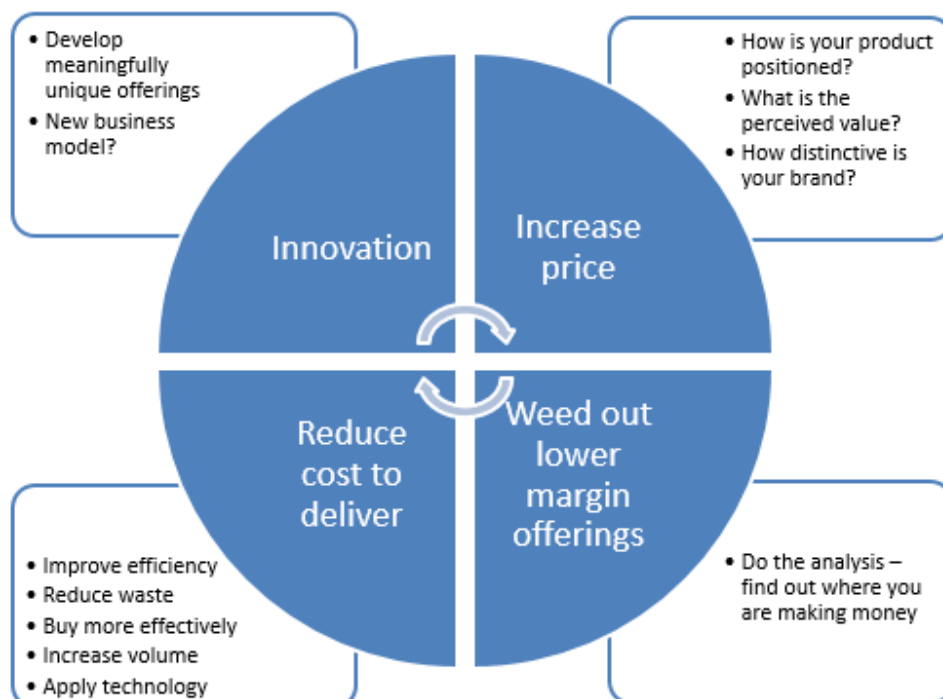 • Develop
meaningfully
unique offerings
• New business
model?
• How is your product
positioned?
• What is the
perceived value?
• How distinctive is
your brand?
Innovation
Increase
price
Reduce
cost to
deliver
Weed out
lower
margin
offerings
• Improve efficiency
• Reduce waste
• Buy more effectively
• Increase volume
• Apply technology
• Do the analysis –
find out where you
are making money